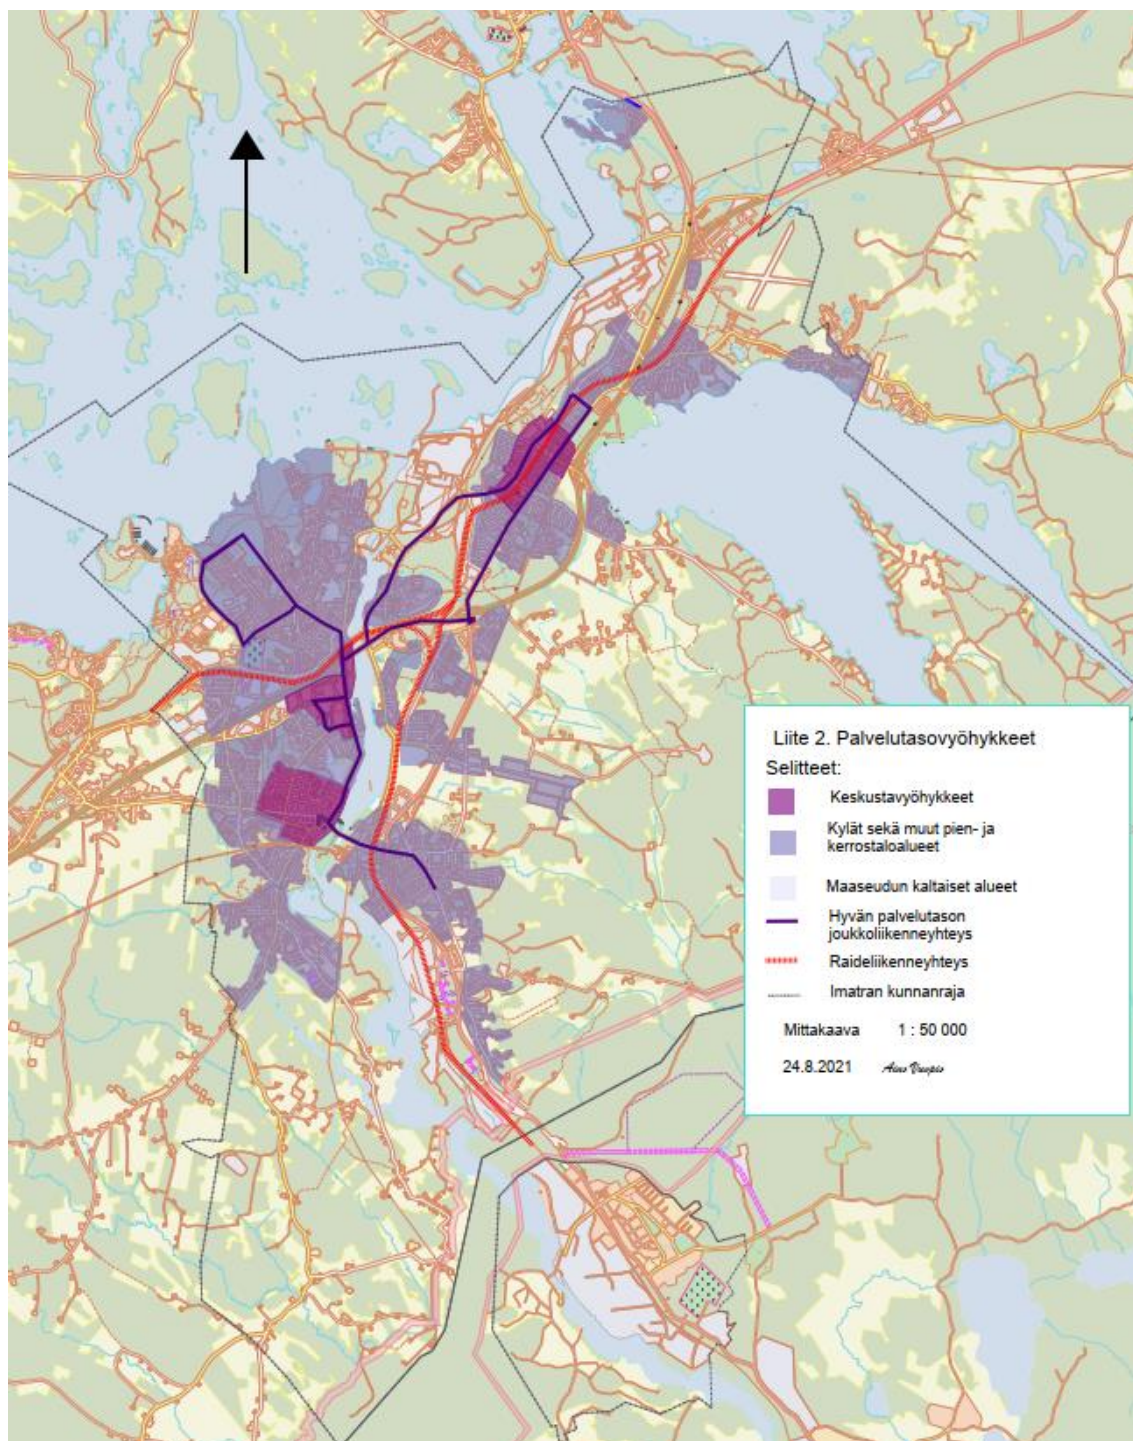 Liite 2. Palvelutasovyöhykkeet
Selitteet:
Keskustavyöhykkeet
Kylät sekä muut pien- ja
kerrostaloalueet
Maaseudun kaltaiset alueet
Hyvän palvelutason
joukkoliikenneyhteys
Raideliikenneyhteys
Imatran kunnanraja
Mittakaava 1 : 50 000
24.8.2021